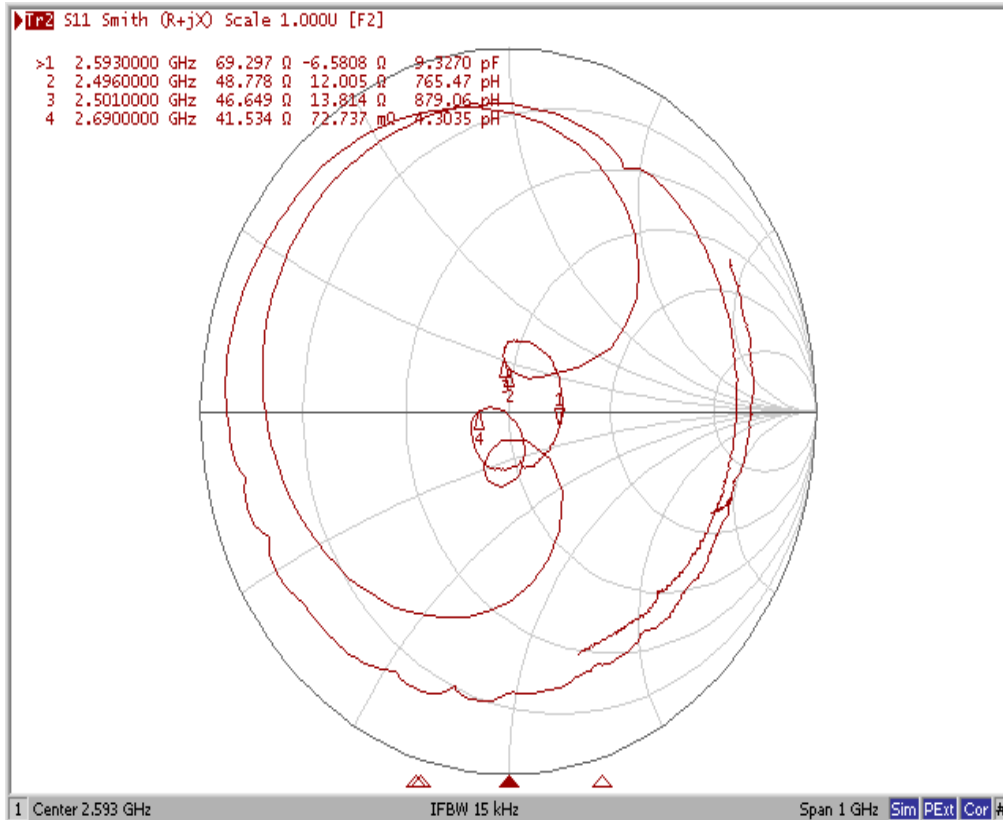 Tr2 S11 Smith (R+jX) Scale 1.000U [F2]
>1 2.5930000 GHz 69.297 Ω -6.5808 Ω 9.3270 pF
2 2.4960000 GHz 48.778 Ω 12.005 Ω 765.47 pH
3 2.5010000 GHz 46.649 Ω 13.814 Ω 879.06 pH
4 2.6900000 GHz 41.534 Ω 72.737 mΩ 4.3035 pH
1
2
4
1 Center 2.593 GHz IFBW 15 kHz Span 1 GHz Sim PExt Cor #